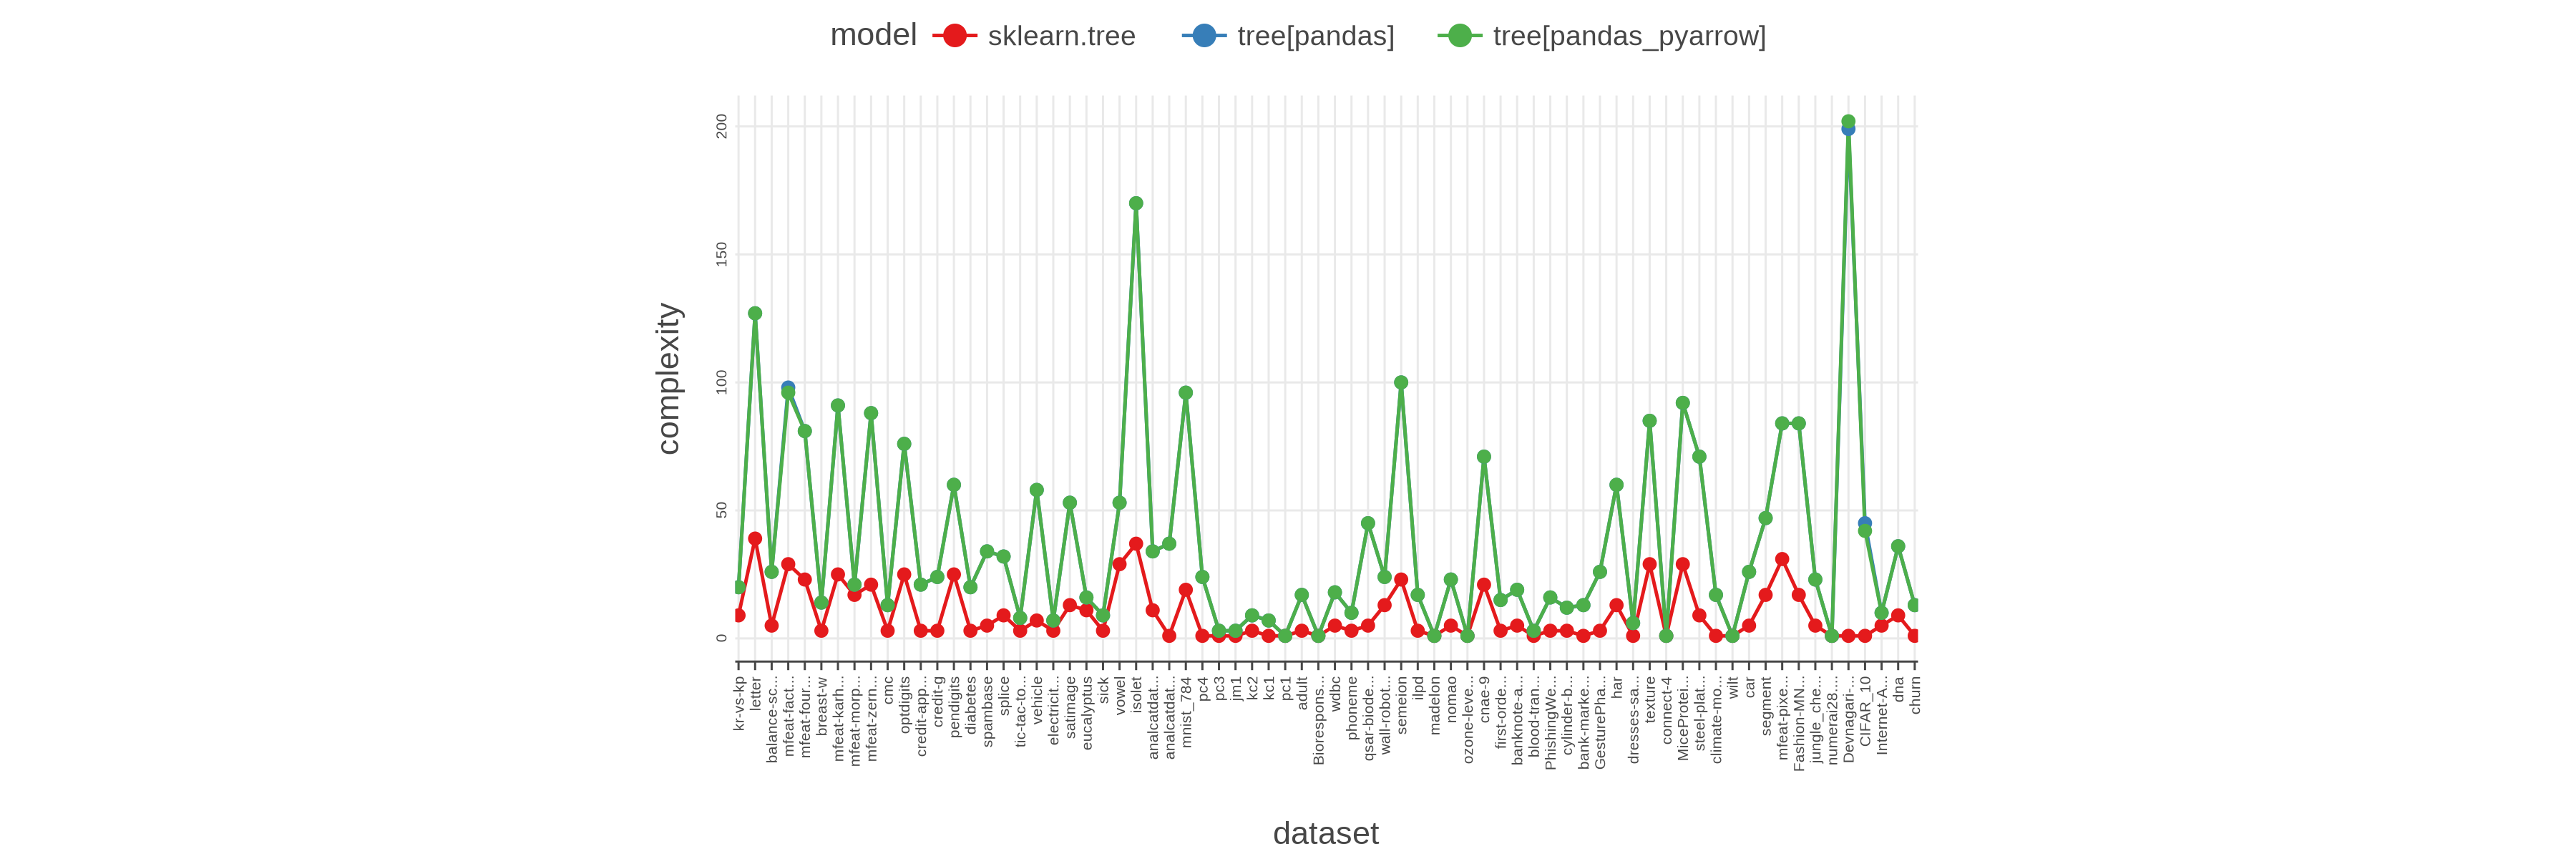 model sklearn.tree tree[pandas] tree[pandas_pyarrow]
complexity
200
150
100
50
0
kr-vs-kp
letter
balance-sc…
mfeat-fact…
mfeat-four…
breast-w
mfeat-karh…
mfeat-morp…
mfeat-zern…
cmc
optdigits
credit-app…
credit-g
pendigits
diabetes
spambase
splice
tic-tac-to…
vehicle
electricit…
satimage
eucalyptus
sick
vowel
isolet
analcatdat…
analcatdat…
mnist_784
pc4
pc3
jm1
kc2
kc1
pc1
adult
Biorespons…
wdbc
phoneme
qsar-biode…
wall-robot…
semeion
ilpd
madelon
nomao
ozone-leve…
cnae-9
first-orde…
banknote-a…
blood-tran…
PhishingWe…
cylinder-b…
bank-marke…
GesturePha…
har
dresses-sa…
texture
connect-4
MiceProtei…
steel-plat…
climate-mo…
wilt
car
segment
mfeat-pixe…
Fashion-MN…
jungle_che…
numerai28.…
Devnagari-…
CIFAR_10
Internet-A…
dna
churn
dataset